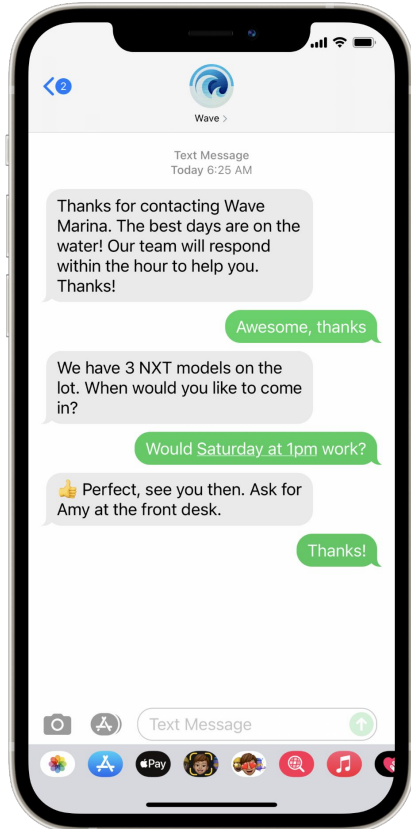 2
Wave >
Text Message
Today 6:25 AM
Thanks for contacting Wave
Marina. The best days are on the
water! Our team will respond
within the hour to help you.
Thanks!
Awesome, thanks
We have 3 NXT models on the
lot. When would you like to come
in?
Would Saturday at 1pm work?
👍 Perfect, see you then. Ask for
Amy at the front desk.
Thanks!
Text Message
Pay